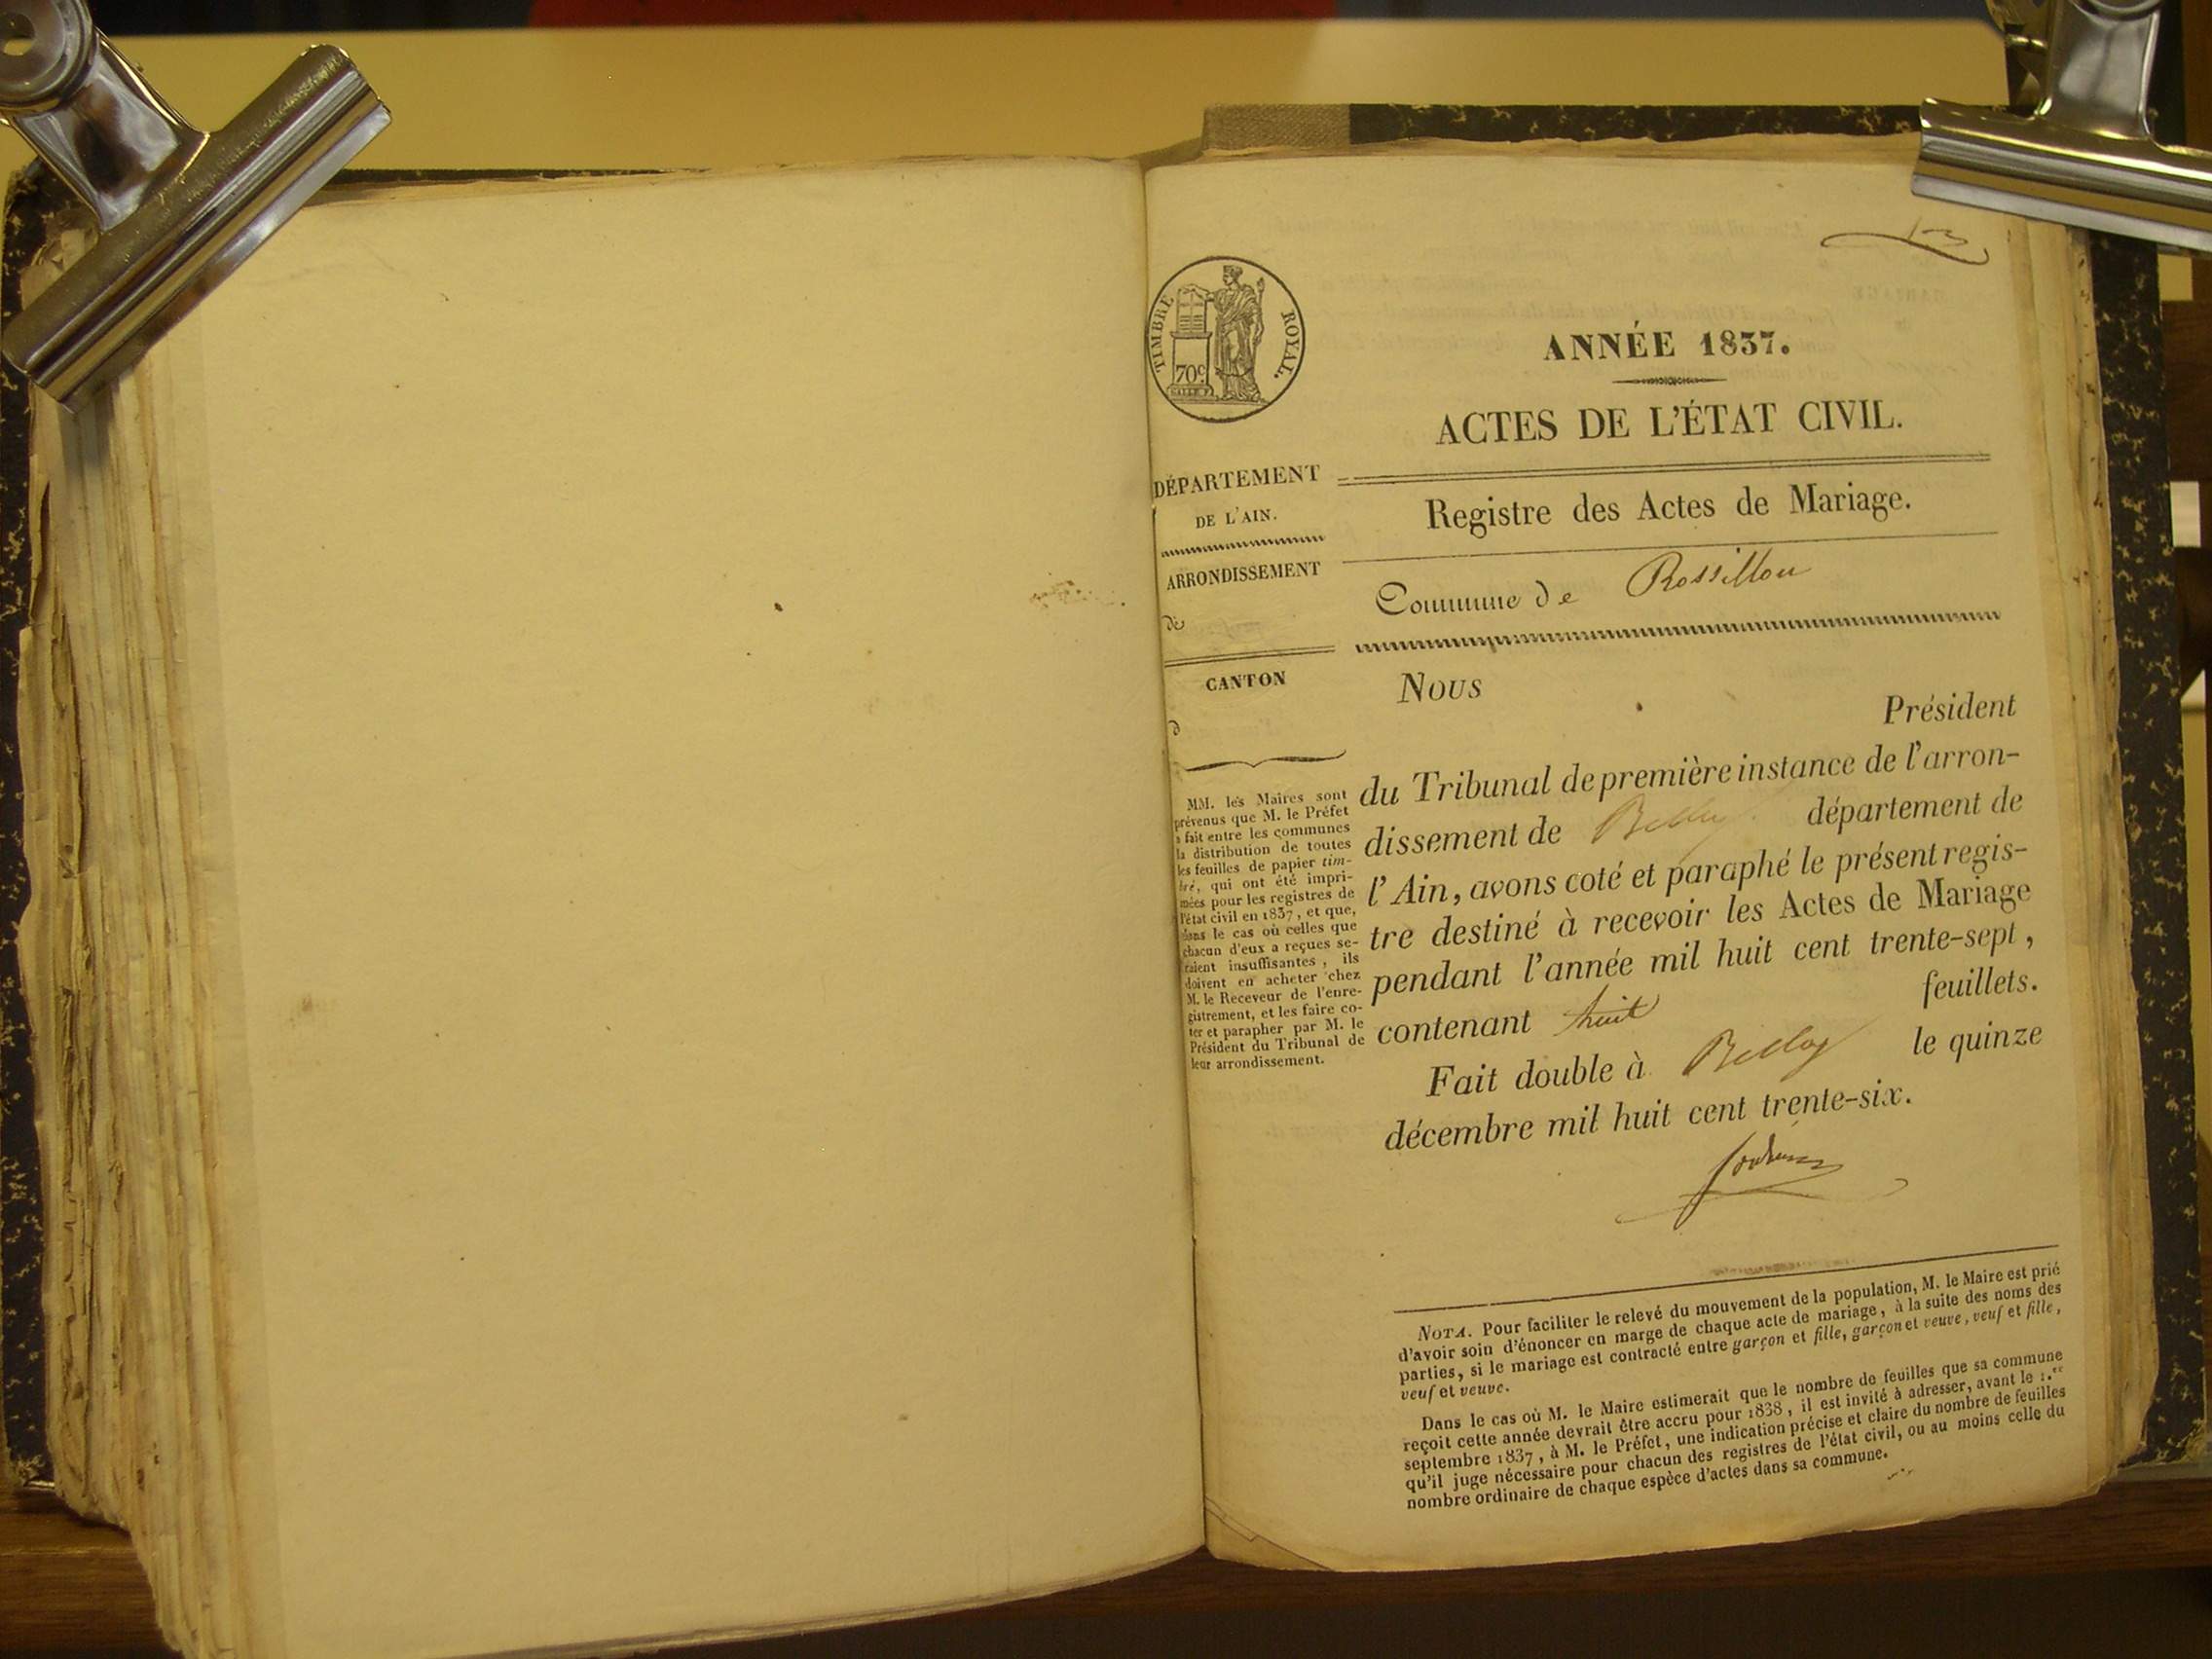 TIMBRE ROYAL.
70c
ANNÉE 1837.
ACTES DE L'ÉTAT CIVIL.
Registre des Actes de Mariage.
Commune de Rossillon
DÉPARTEMENT
DE L'AIN.
ARRONDISSEMENT
de
CANTON
d
MM. les Maires sont
prévenus que M. le Préfet
a fait entre les communes
la distribution de toutes
les feuilles de papier tim-
bré, qui ont été impri-
mées pour les registres de
l'état civil en 1837, et que,
dans le cas où celles que
chacun d'eux a reçues se-
raient insuffisantes, ils
doivent en acheter chez
M. le Receveur de l'enre-
gistrement, et les faire co-
ter et parapher par M. le
Président du Tribunal de
leur arrondissement.
Nous
Président
du Tribunal de première instance de l'arron-
dissement de Belley département de
l'Ain, avons coté et paraphé le présent regis-
tre destiné à recevoir les Actes de Mariage
pendant l'année mil huit cent trente-sept,
contenant huit feuillets.
Fait double à Belley le quinze
décembre mil huit cent trente-six.
NOTA. Pour faciliter le relevé du mouvement de la population, M. le Maire est prié
d'avoir soin d'énoncer en marge de chaque acte de mariage, à la suite des noms des
parties, si le mariage est contracté entre garçon et fille, garçon et veuve, veuf et fille,
veuf et veuve.
Dans le cas où M. le Maire estimerait que le nombre de feuilles que sa commune
reçoit cette année devrait être accru pour 1838, il est invité à adresser, avant le 1.er
septembre 1837, à M. le Préfet, une indication précise et claire du nombre de feuilles
qu'il juge nécessaire pour chacun des registres de l'état civil, ou au moins celle du
nombre ordinaire de chaque espèce d'actes dans sa commune.